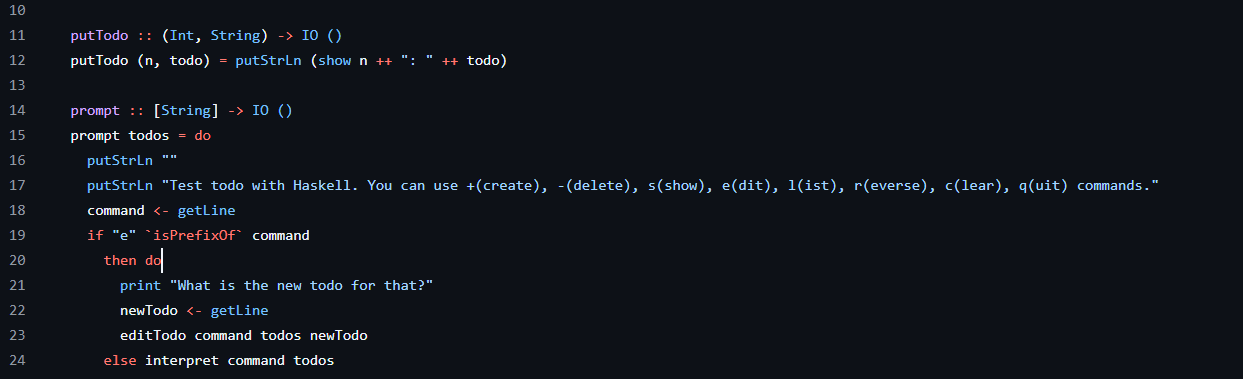 10
11 putTodo :: (Int, String) -> IO ()
12 putTodo (n, todo) = putStrLn (show n ++ ": " ++ todo)
13
14 prompt :: [String] -> IO ()
15 prompt todos = do
16   putStrLn ""
17   putStrLn "Test todo with Haskell. You can use +(create), -(delete), s(show), e(dit), l(ist), r(everse), c(lear), q(uit) commands."
18   command <- getLine
19   if "e" `isPrefixOf` command
20     then do
21       print "What is the new todo for that?"
22       newTodo <- getLine
23       editTodo command todos newTodo
24     else interpret command todos